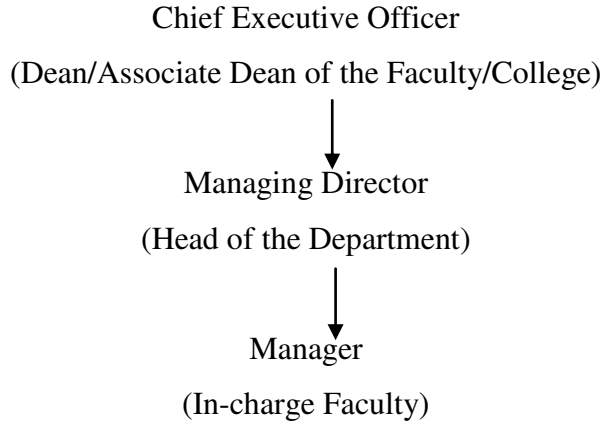 Chief Executive Officer
(Dean/Associate Dean of the Faculty/College)
Managing Director
(Head of the Department)
Manager
(In-charge Faculty)